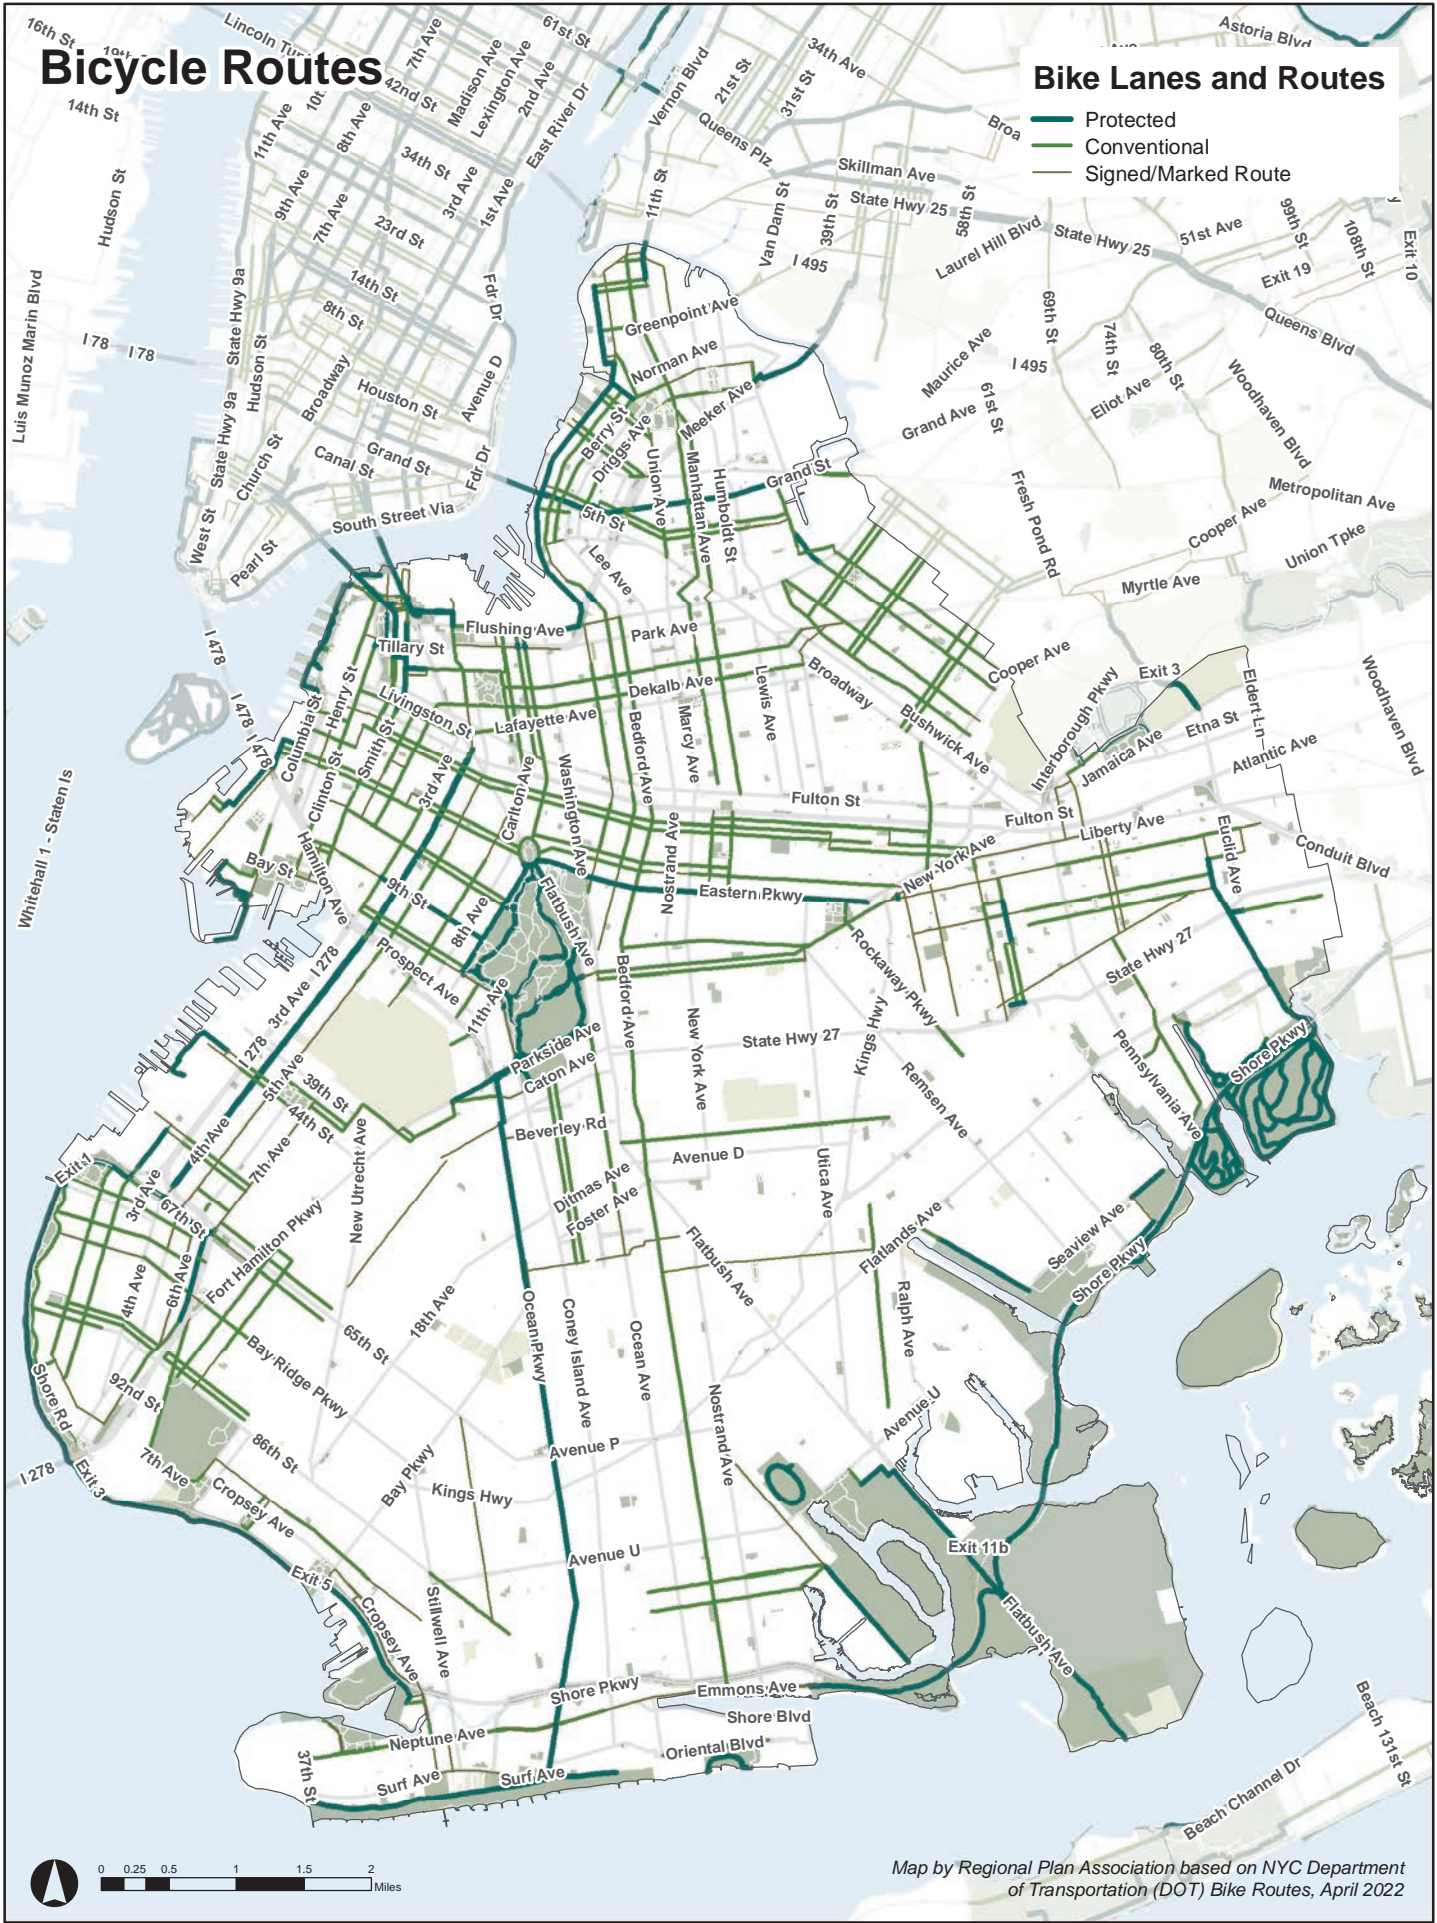 Bicycle Routes
Bike Lanes and Routes
Protected
Conventional
Signed/Marked Route
16th St
14th St
Hudson St
Luis Munoz Marin Blvd
I 78
I 78
11th Ave
8th Ave
7th Ave
42nd St
Madison Ave
Lexington Ave
2nd Ave
East River Dr
61st St
34th St
9th Ave
7th Ave
3rd Ave
1st Ave
23rd St
14th St
8th St
Fdr Dr
State Hwy 9a
Hudson St
Broadway
Houston St
Avenue D
State Hwy 9a
Church St
Canal St
Grand St
Fdr Dr
West St
Pearl St
South Street Via
Vernon Blvd
21st St
31st St
34th Ave
Queens Plz
Astoria Blvd
Broa
Skillman Ave
State Hwy 25
11th St
Van Dam St
39th St
I 495
58th St
Laurel Hill Blvd
State Hwy 25
51st Ave
99th St
108th St
Exit 10
Exit 19
Queens Blvd
69th St
74th St
80th St
Maurice Ave
I 495
61st St
Grand Ave
Eliot Ave
Woodhaven Blvd
Fresh Pond Rd
Metropolitan Ave
Cooper Ave
Union Tpke
Myrtle Ave
Greenpoint Ave
Norman Ave
Meeker Ave
Berry St
Driggs Ave
Union Ave
Manhattan Ave
Humboldt St
Grand St
5th St
Lee Ave
Flushing Ave
Park Ave
Tillary St
I 478
I 478
I 478
Henry St
Columbia St
Livingston St
Lafayette Ave
Dekalb Ave
Lewis Ave
Broadway
Bushwick Ave
Cooper Ave
Exit 3
Interborough Pkwy
Jamaica Ave
Etna St
Eldert Ln
Atlantic Ave
Woodhaven Blvd
Clinton St
Smith St
3rd Ave
Carlton Ave
Washington Ave
Bedford Ave
Marcy Ave
Fulton St
Fulton St
Liberty Ave
Euclid Ave
Conduit Blvd
New York Ave
Whitehall 1 - Staten Is
Bay St
Hamilton Ave
9th St
8th Ave
Flatbush Ave
Nostrand Ave
Eastern Pkwy
Rockaway Pkwy
State Hwy 27
Prospect Ave
11th Ave
3rd Ave
I 278
I 278
5th Ave
39th St
44th St
Parkside Ave
Caton Ave
Bedford Ave
New York Ave
State Hwy 27
Kings Hwy
Remsen Ave
Pennsylvania Ave
Shore Pkwy
Beverley Rd
Avenue D
Utica Ave
Exit 1
3rd Ave
4th Ave
7th Ave
67th St
New Utrecht Ave
Ditmas Ave
Foster Ave
Flatbush Ave
Flatlands Ave
Seaview Ave
Shore Pkwy
4th Ave
6th Ave
Fort Hamilton Pkwy
65th St
18th Ave
Bay Ridge Pkwy
Ocean Pkwy
Coney Island Ave
Ocean Ave
Nostrand Ave
Ralph Ave
Avenue U
Shore Rd
92nd St
I 278
Exit 3
7th Ave
86th St
Cropsey Ave
Bay Pkwy
Kings Hwy
Avenue P
Avenue U
Exit 5
Cropsey Ave
Stillwell Ave
Exit 11b
Flatbush Ave
Shore Pkwy
Emmons Ave
Shore Blvd
Neptune Ave
Oriental Blvd
37th St
Surf Ave
Surf Ave
Beach 131st St
Beach Channel Dr
0 0.25 0.5 1 1.5 2
Miles
Map by Regional Plan Association based on NYC Department
of Transportation (DOT) Bike Routes, April 2022